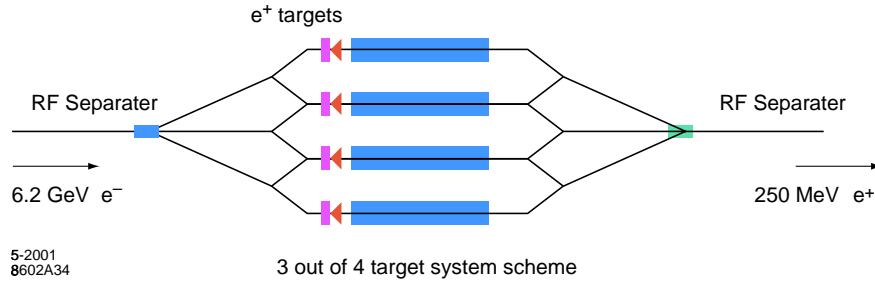 e+ targets
RF Separater
RF Separater
6.2 GeV e−
250 MeV e+
5-2001
8602A34
3 out of 4 target system scheme